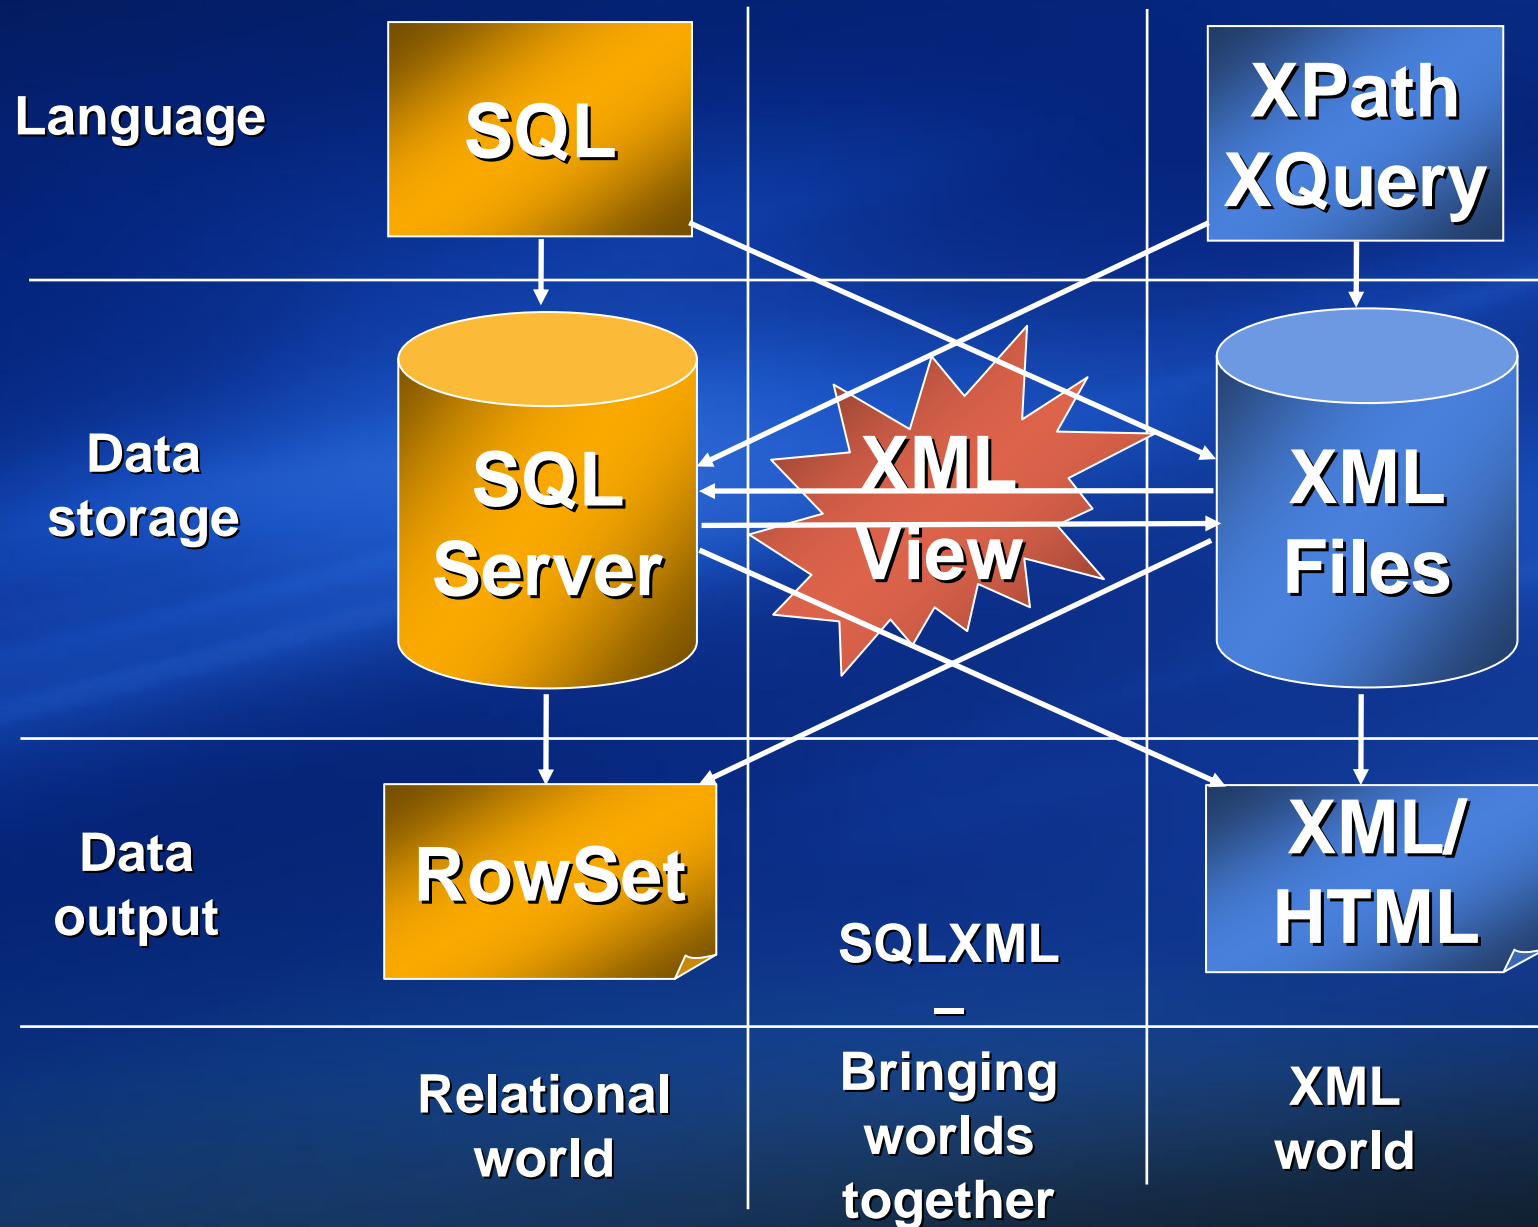 Language
SQL
XPath
XQuery
Data
storage
SQL
Server
XML
View
XML
Files
Data
output
RowSet
XML/
HTML
SQLXML
–
Bringing
worlds
together
Relational
world
XML
world